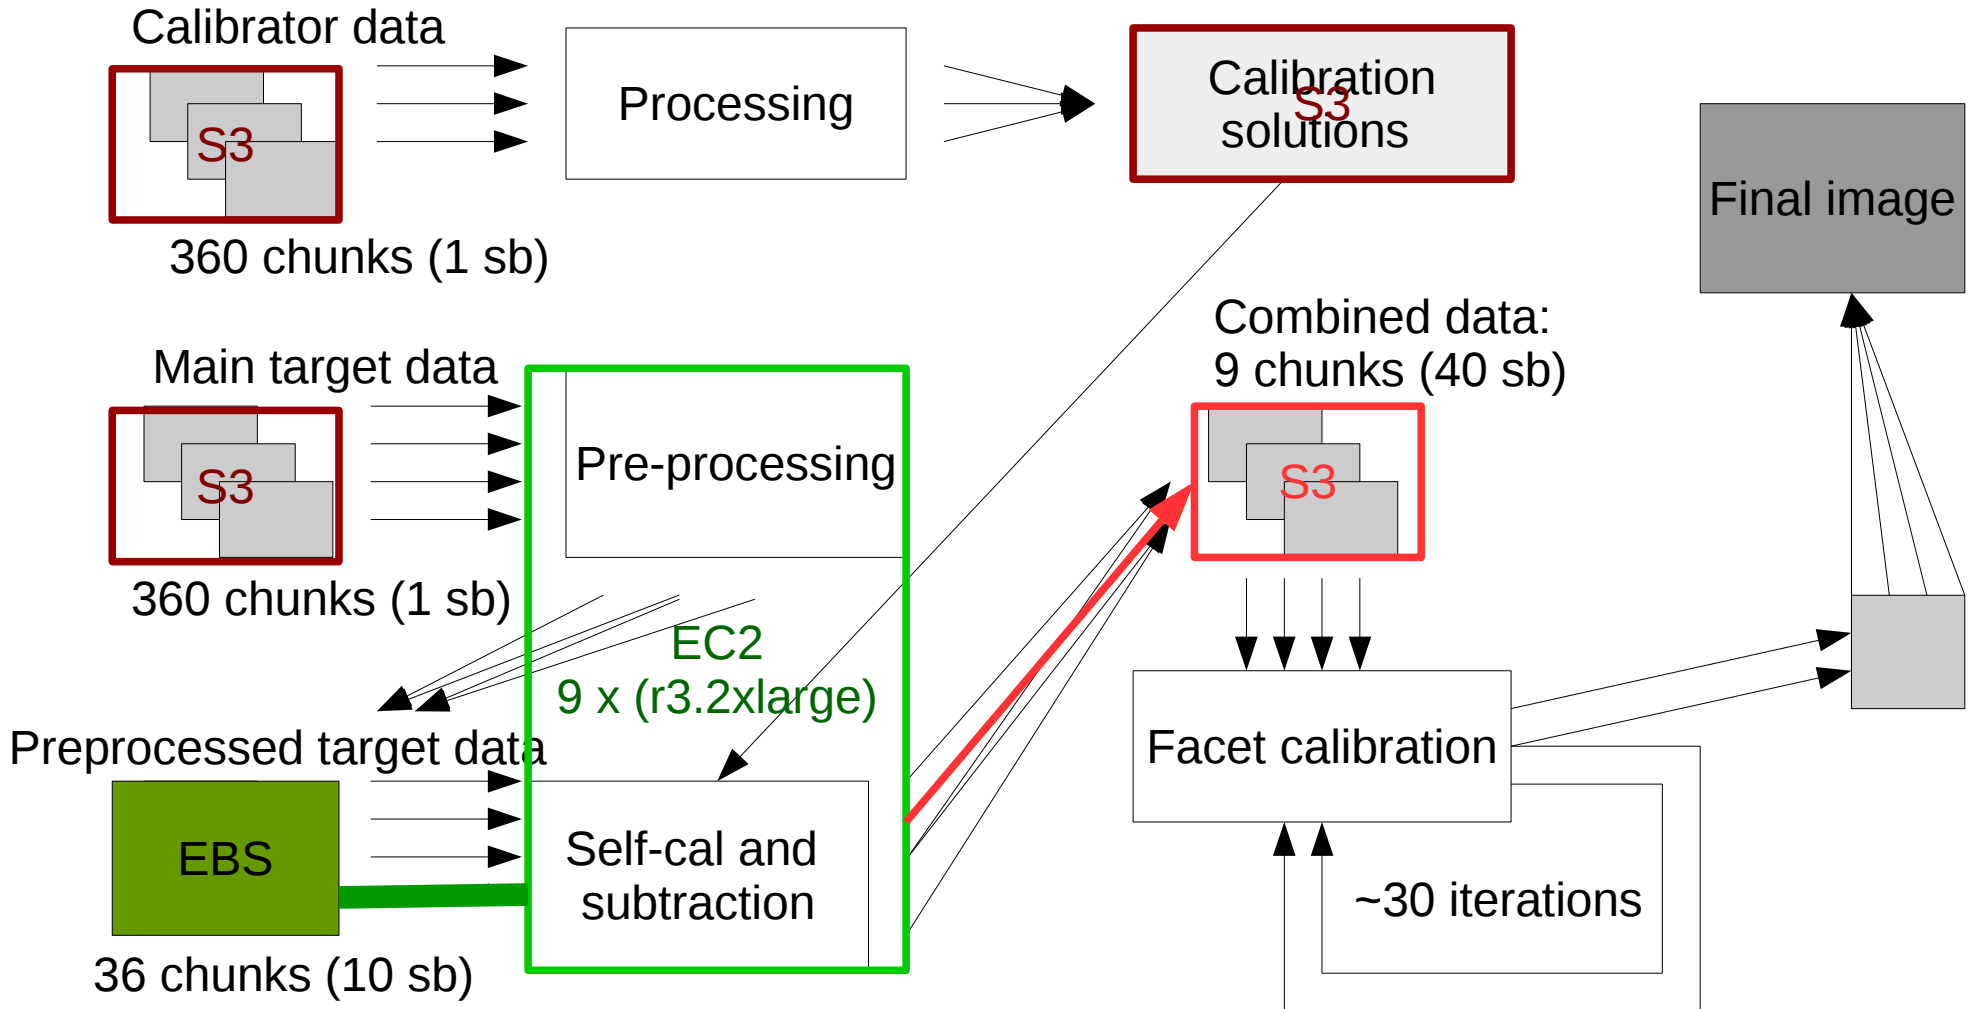 Calibrator data
S3
360 chunks (1 sb)
Processing
Calibration
S3
solutions
Final image
Main target data
S3
360 chunks (1 sb)
Pre-processing
EC2
9 x (r3.2xlarge)
Combined data:
9 chunks (40 sb)
S3
Preprocessed target data
EBS
36 chunks (10 sb)
Self-cal and
subtraction
Facet calibration
~30 iterations